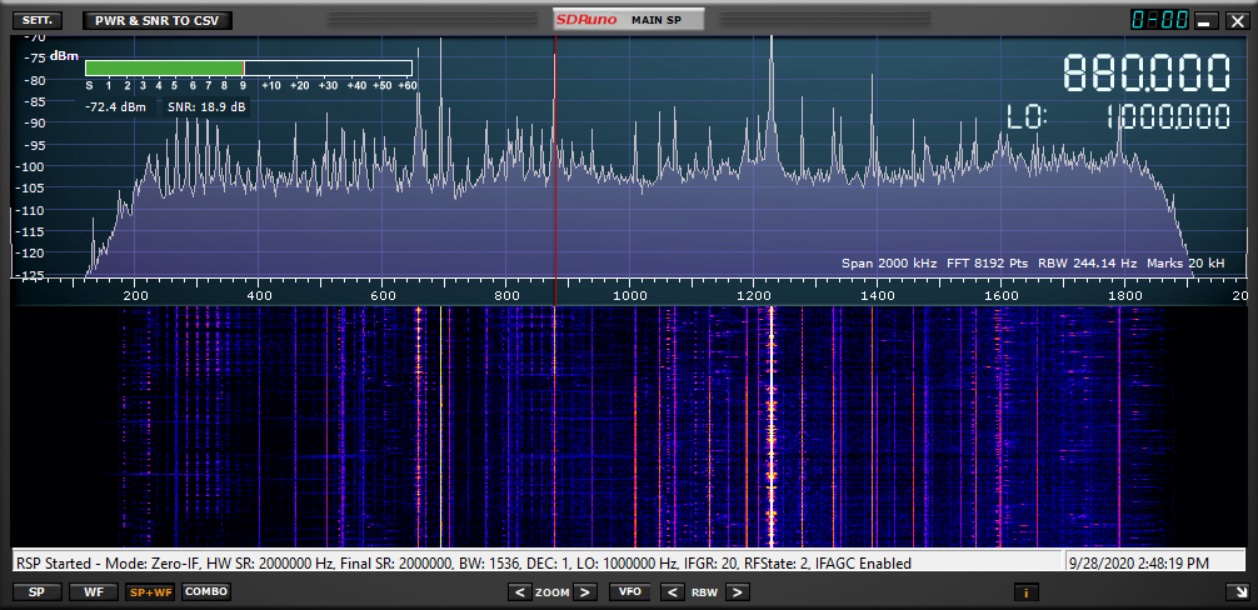 SETT. PWR & SNR TO CSV SDRuno MAIN SP 0-00
-70
dBm
-75
S 1 2 3 4 5 6 7 8 9 +10 +20 +30 +40 +50 +60
880.000
-80
-85
-72.4 dBm SNR: 18.9 dB
LO: 1000.000
-90
-95
-100
-105
-110
-115
-120
Span 2000 kHz FFT 8192 Pts RBW 244.14 Hz Marks 20 kH
-125
200 400 600 800 1000 1200 1400 1600 1800 20
RSP Started - Mode: Zero-IF, HW SR: 2000000 Hz, Final SR: 2000000, BW: 1536, DEC: 1, LO: 1000000 Hz, IFGR: 20, RFState: 2, IFAGC Enabled 9/28/2020 2:48:19 PM
SP WF SP+WF COMBO < ZOOM > VFO < RBW > i